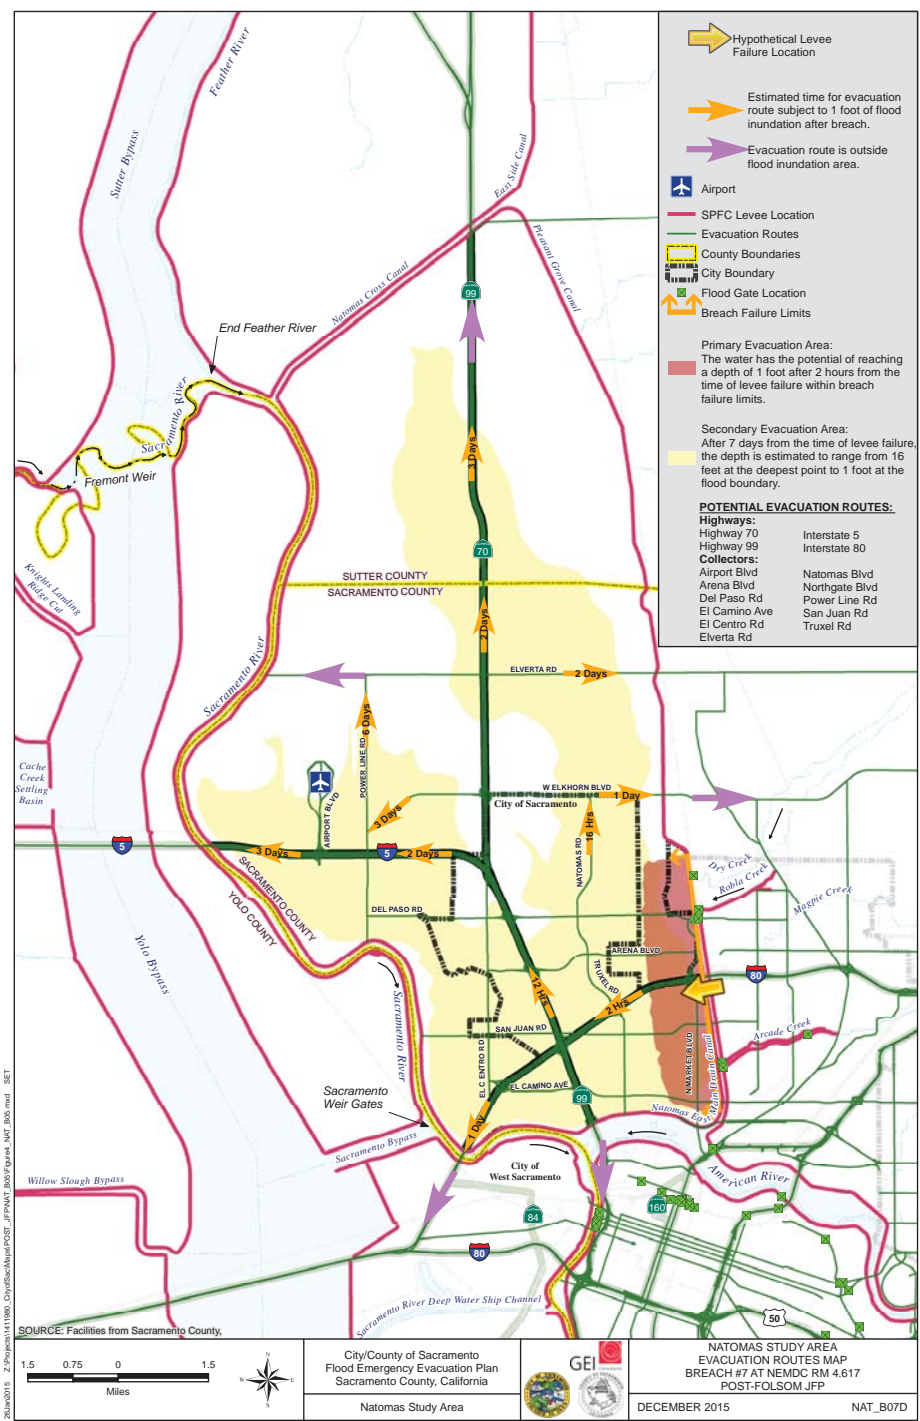 Hypothetical Levee
Failure Location
Estimated time for evacuation
route subject to 1 foot of flood
inundation after breach.
Evacuation route is outside
flood inundation area.
Airport
SPFC Levee Location
Evacuation Routes
County Boundaries
City Boundary
Flood Gate Location
Breach Failure Limits
Primary Evacuation Area:
The water has the potential of reaching
a depth of 1 foot after 2 hours from the
time of levee failure within breach
failure limits.
Secondary Evacuation Area:
After 7 days from the time of levee failure,
the depth is estimated to range from 16
feet at the deepest point to 1 foot at the
flood boundary.
POTENTIAL EVACUATION ROUTES:
Highways:
Highway 70
Highway 99
Interstate 5
Interstate 80
Collectors:
Airport Blvd
Arena Blvd
Del Paso Rd
El Camino Ave
El Centro Rd
Elverta Rd
Natomas Blvd
Northgate Blvd
Power Line Rd
San Juan Rd
Truxel Rd
Feather River
Sutter Bypass
East Side Canal
Pleasant Grove Canal
Natomas Cross Canal
99
End Feather River
Sacramento River
Fremont Weir
3 Days
70
Knights Landing
Ridge Cut
SUTTER COUNTY
SACRAMENTO COUNTY
2 Days
Sacramento River
ELVERTA RD
2 Days
6 Days
POWER LINE RD
Cache
Creek
Settling
Basin
AIRPORT BLVD
W ELKHORN BLVD
1 Day
City of Sacramento
3 Days
16 Hrs
NATOMAS RD
5
3 Days
5
2 Days
SACRAMENTO COUNTY
YOLO COUNTY
Dry Creek
Robla Creek
Magpie Creek
DEL PASO RD
ARENA BLVD
Yolo Bypass
TRUXEL RD
80
12 Hrs
2 Hrs
Sacramento River
SAN JUAN RD
EL C ENTRO RD
N MARKET BLVD
Arcade Creek
EL CAMINO AVE
Sacramento
Weir Gates
99
Natomas East Main Drain Canal
1 Day
Sacramento Bypass
City of
West Sacramento
American River
Willow Slough Bypass
84
160
80
Sacramento River Deep Water Ship Channel
50
SOURCE: Facilities from Sacramento County,
1.5 0.75 0 1.5
Miles
N
W E
S
City/County of Sacramento
Flood Emergency Evacuation Plan
Sacramento County, California
Natomas Study Area
GEI
Consultants
NATOMAS STUDY AREA
EVACUATION ROUTES MAP
BREACH #7 AT NEMDC RM 4.617
POST-FOLSOM JFP
DECEMBER 2015 NAT_B07D